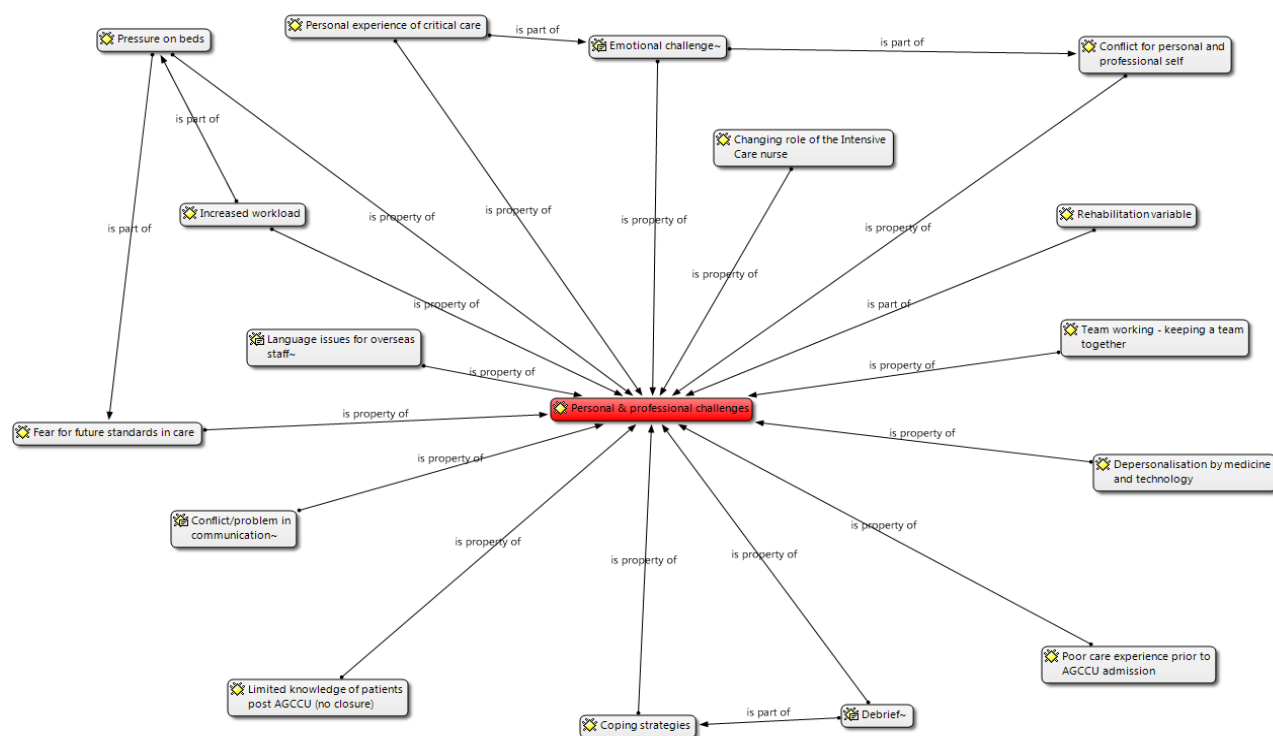 Personal experience of critical care
is part of
Pressure on beds
Emotional challenge~
is part of
Conflict for personal and
professional self
Changing role of the Intensive
Care nurse
is part of
Increased workload
is property of
is property of
is property of
is property of
Rehabilitation variable
is part of
is property of
is part of
is property of
Language issues for overseas
staff~
Team working - keeping a team
together
is property of
is property of
Personal & professional challenges
is property of
Fear for future standards in care
is property of
is property of
Depersonalisation by medicine
and technology
Conflict/problem in
communication~
is property of
is property of
is property of
is property of
Poor care experience prior to
AGCCU admission
Limited knowledge of patients
post AGCCU (no closure)
Coping strategies
is part of
Debrief~